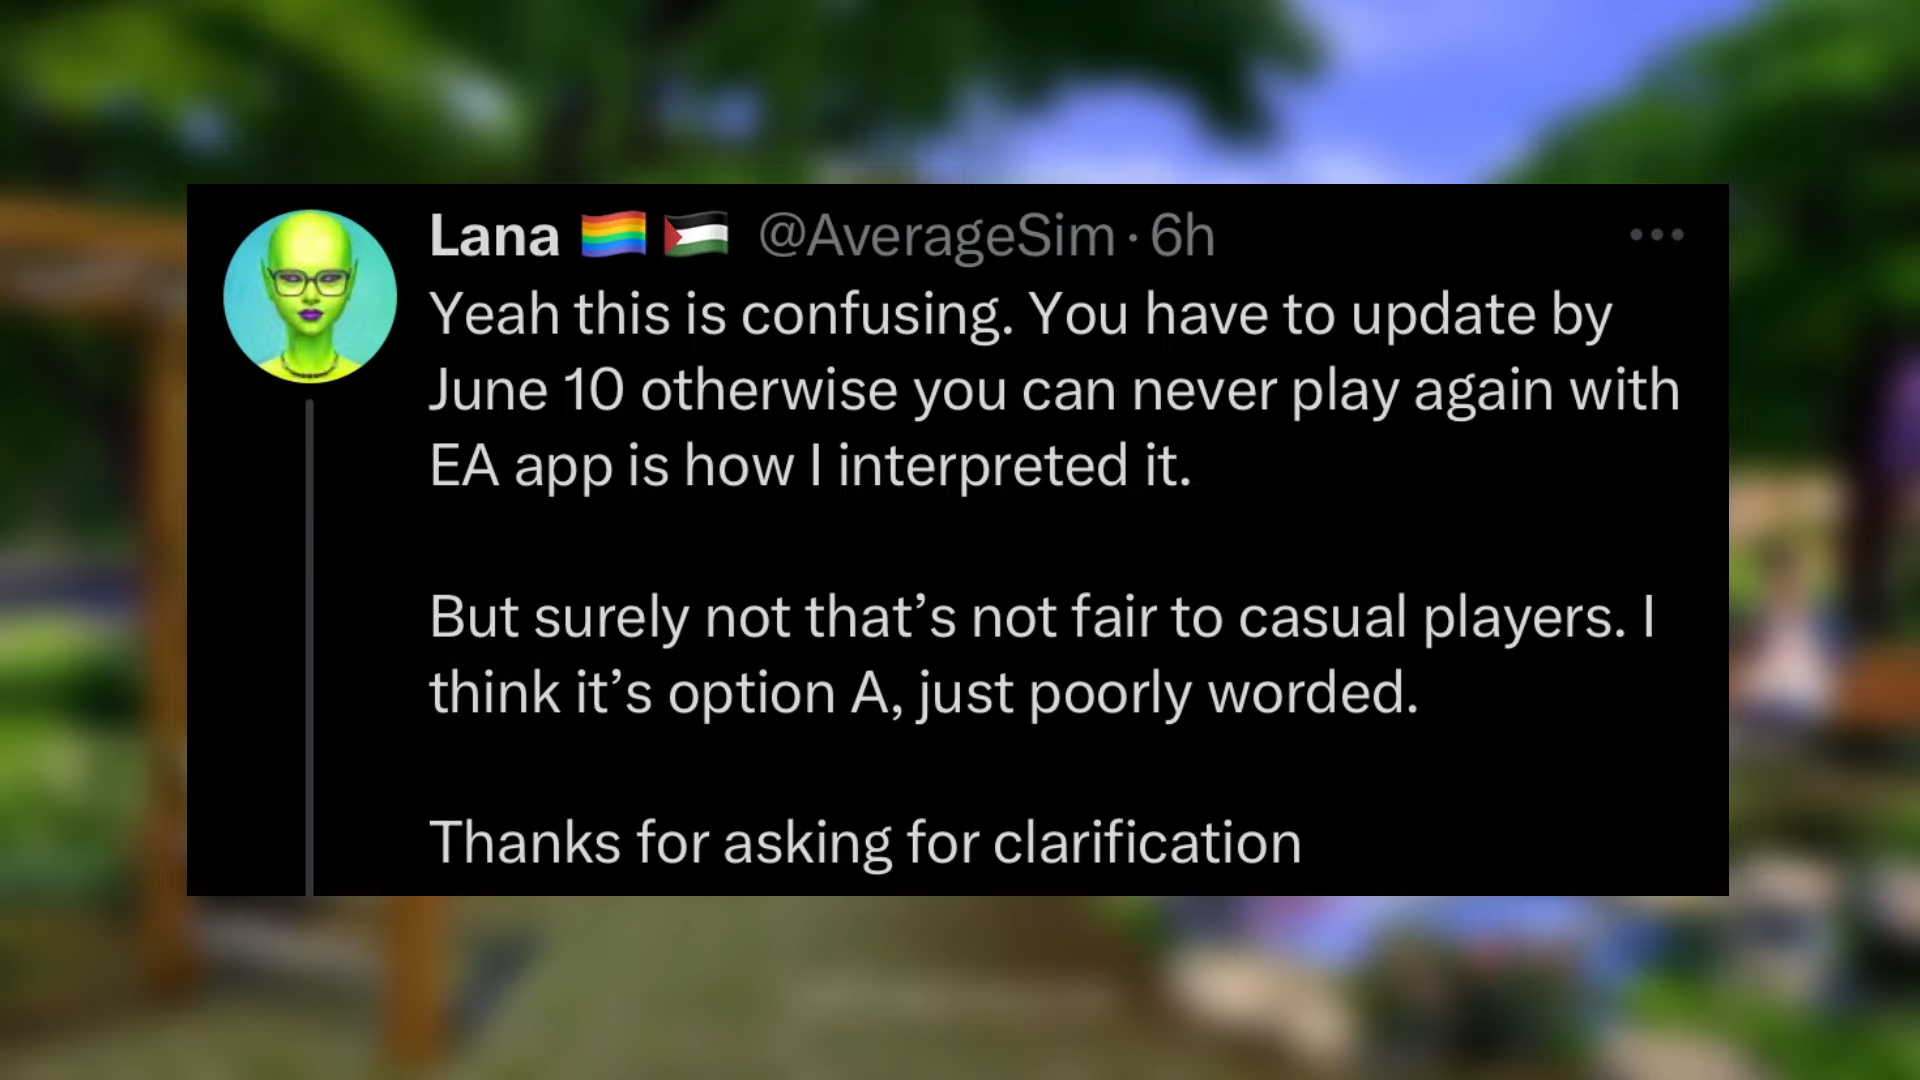 Lana 🏳️‍🌈 🇵🇸 @AverageSim · 6h
Yeah this is confusing. You have to update by
June 10 otherwise you can never play again with
EA app is how I interpreted it.
But surely not that’s not fair to casual players. I
think it’s option A, just poorly worded.
Thanks for asking for clarification